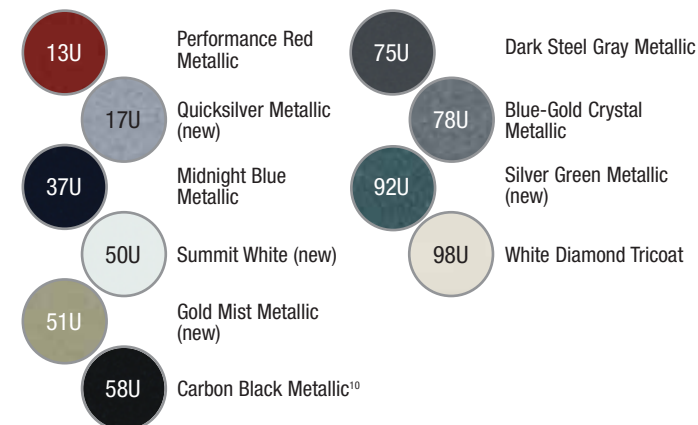 13U
Performance Red
Metallic
17U
Quicksilver Metallic
(new)
37U
Midnight Blue
Metallic
50U
Summit White (new)
51U
Gold Mist Metallic
(new)
58U
Carbon Black Metallic¹⁰
75U
Dark Steel Gray Metallic
78U
Blue-Gold Crystal
Metallic
92U
Silver Green Metallic
(new)
98U
White Diamond Tricoat